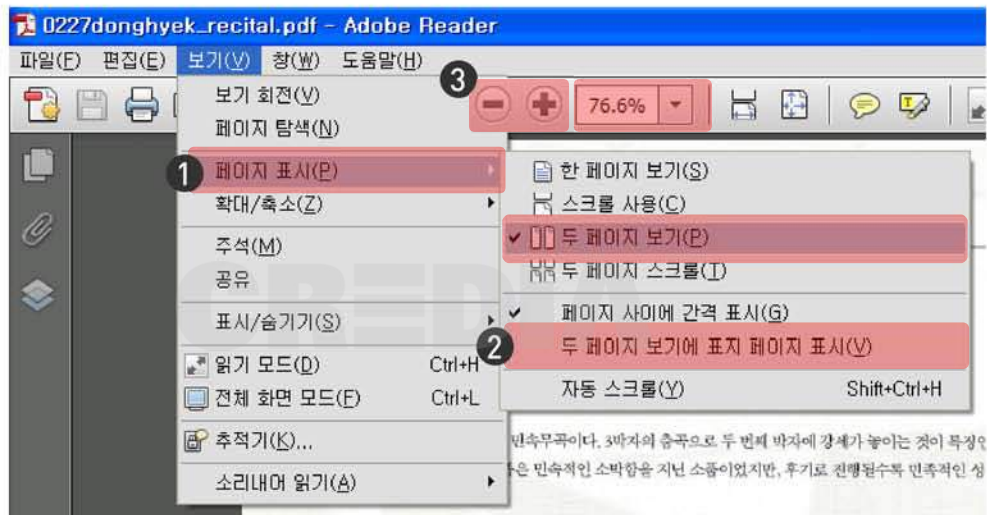 0227donghyek_recital.pdf - Adobe Reader
파일(F) 편집(E) 보기(V) 창(W) 도움말(H)
3
76.6%
보기 회전(V)
페이지 탐색(N)
1 페이지 표시(P)
확대/축소(Z)
주석(M)
공유
표시/숨기기(S)
읽기 모드(D) Ctrl+H
전체 화면 모드(F) Ctrl+L
추적기(K)...
소리내어 읽기(A)
한 페이지 보기(S)
스크롤 사용(C)
두 페이지 보기(P)
두 페이지 스크롤(T)
페이지 사이에 간격 표시(G)
2 두 페이지 보기에 표지 페이지 표시(V)
자동 스크롤(Y) Shift+Ctrl+H
민속무곡이다. 3박자의 춤곡으로 두 번째 박자에 강세가 놓이는 것이 특징
은 민속적인 소박함을 지닌 소품이었지만, 후기로 진행될수록 민족적인 성
CREDIA